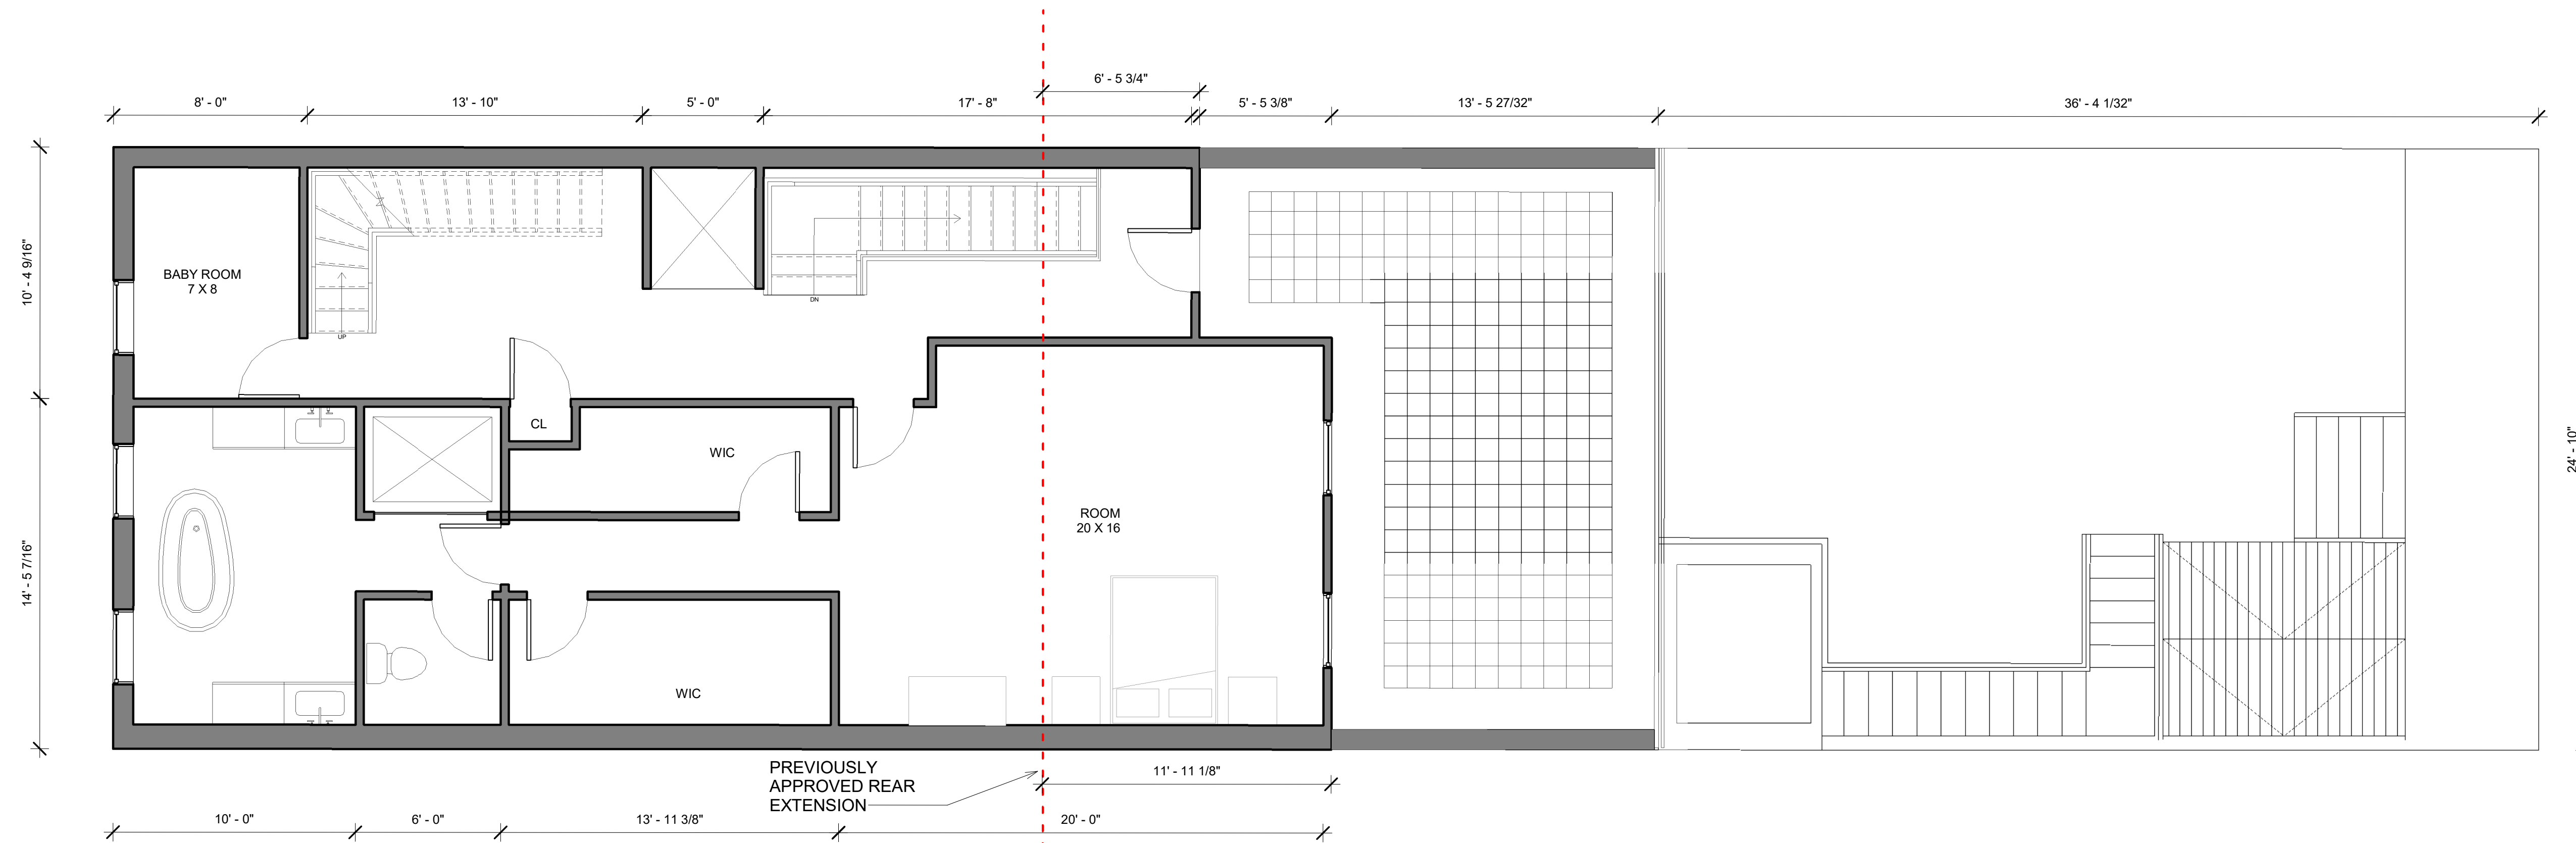 6' - 5 3/4"
8' - 0"
13' - 10"
5' - 0"
17' - 8"
5' - 5 3/8"
13' - 5 27/32"
36' - 4 1/32"
10' - 4 9/16"
BABY ROOM
7 X 8
UP
DN
CL
WIC
24' - 10"
ROOM
20 X 16
14' - 5 7/16"
WIC
PREVIOUSLY
APPROVED REAR
EXTENSION
11' - 11 1/8"
10' - 0"
6' - 0"
13' - 11 3/8"
20' - 0"